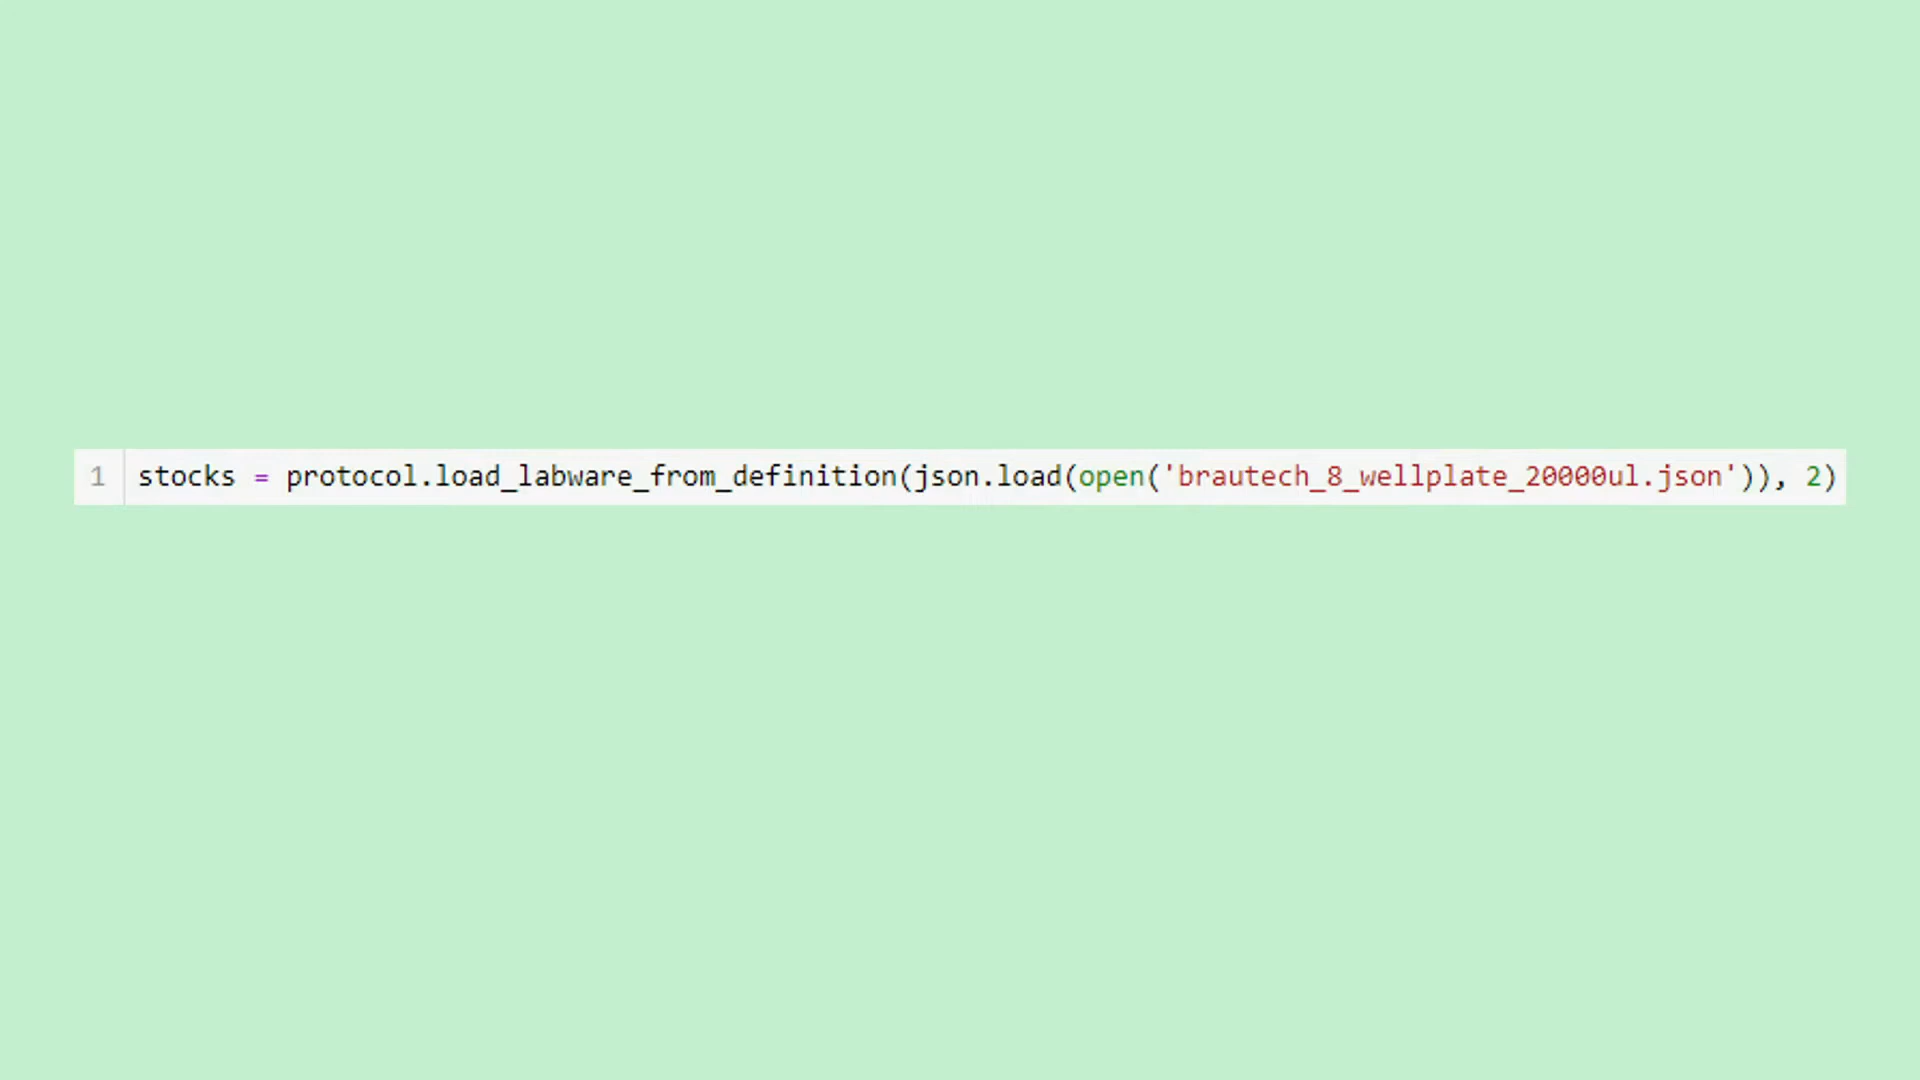 1 stocks = protocol.load_labware_from_definition(json.load(open('brautech_8_wellplate_20000ul.json')), 2)